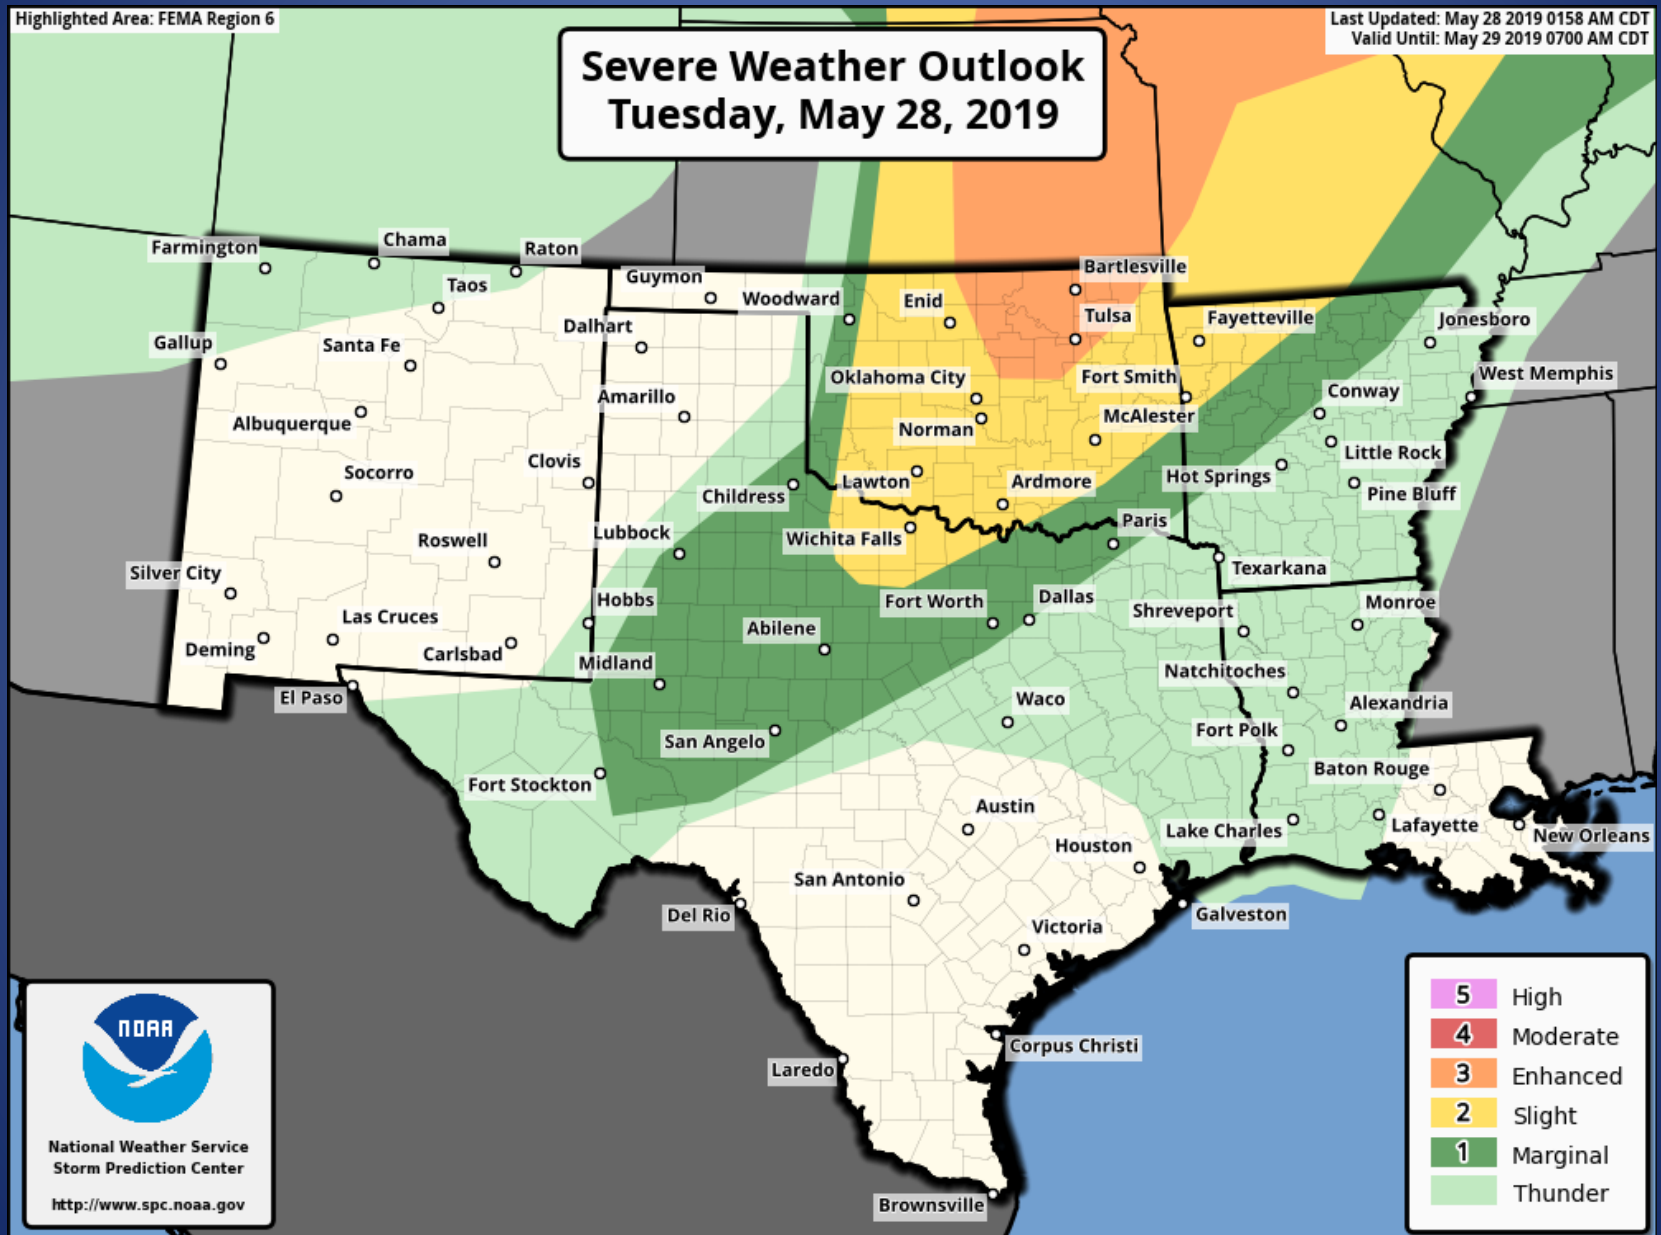 Highlighted Area: FEMA Region 6
Last Updated: May 28 2019 0158 AM CDT
Valid Until: May 29 2019 0700 AM CDT
Severe Weather Outlook
Tuesday, May 28, 2019
Farmington
Chama
Raton
Taos
Guymon
Woodward
Enid
Bartlesville
Tulsa
Fayetteville
Jonesboro
Gallup
Santa Fe
Dalhart
Oklahoma City
Fort Smith
West Memphis
Albuquerque
Amarillo
Norman
McAlester
Conway
Socorro
Clovis
Childress
Lawton
Ardmore
Hot Springs
Little Rock
Pine Bluff
Roswell
Lubbock
Wichita Falls
Paris
Silver City
Hobbs
Fort Worth
Dallas
Texarkana
Las Cruces
Shreveport
Monroe
Deming
Carlsbad
Midland
Abilene
Natchitoches
El Paso
Waco
Alexandria
San Angelo
Fort Polk
Fort Stockton
Baton Rouge
Austin
Lake Charles
Lafayette
New Orleans
Houston
San Antonio
Del Rio
Galveston
Victoria
Corpus Christi
Laredo
Brownsville
NOAA
National Weather Service
Storm Prediction Center
http://www.spc.noaa.gov
5 High
4 Moderate
3 Enhanced
2 Slight
1 Marginal
Thunder